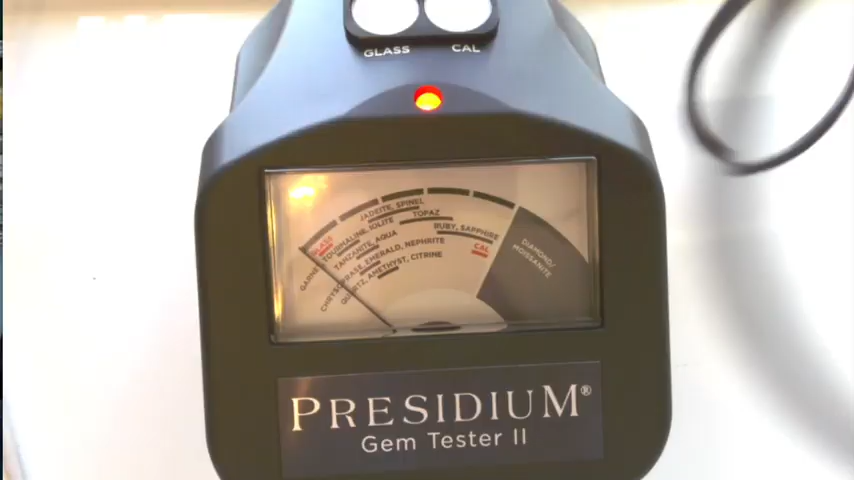 GLASS CAL
JADEITE, SPINEL
TOPAZ
GLASS TOURMALINE, IOLITE
RUBY, SAPPHIRE
TANZANITE, AQUA
CAL
CHRYSOPRASE, EMERALD, NEPHRITE
QUARTZ, AMETHYST, CITRINE
DIAMOND/
MOISSANITE
PRESIDIUM®
Gem Tester II